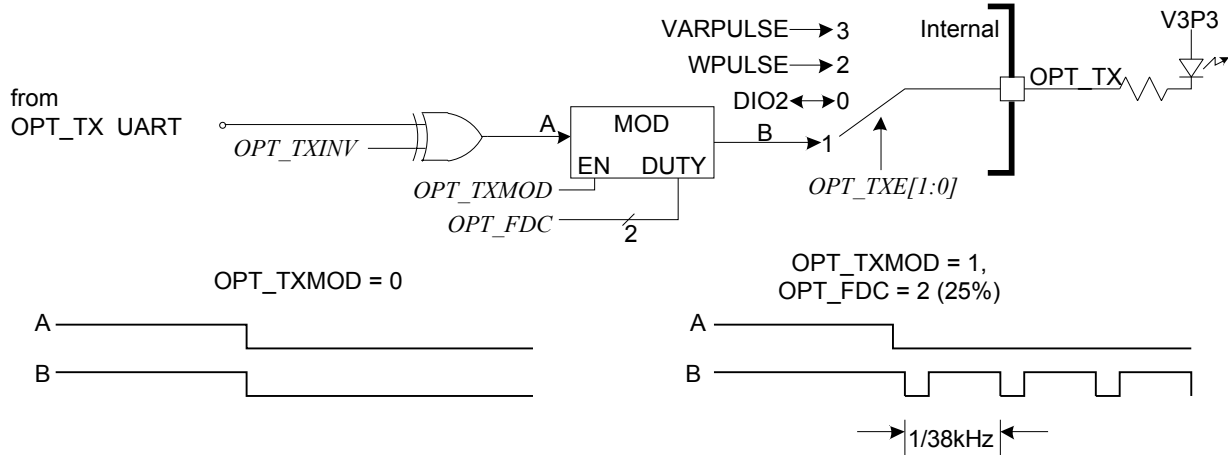 V3P3
VARPULSE 3
Internal
WPULSE 2
OPT_TX
from
OPT_TX UART
DIO2 0
A
MOD
B
1
OPT_TXINV
EN DUTY
OPT_TXMOD
OPT_TXE[1:0]
OPT_FDC
2
OPT_TXMOD = 0
OPT_TXMOD = 1,
OPT_FDC = 2 (25%)
A
B
A
B
1/38kHz